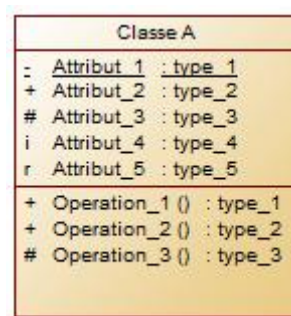 Classe A
- Attribut_1 : type_1
+ Attribut_2 : type_2
# Attribut_3 : type_3
i Attribut_4 : type_4
r Attribut_5 : type_5
+ Operation_1 () : type_1
+ Operation_2 () : type_2
# Operation_3 () : type_3